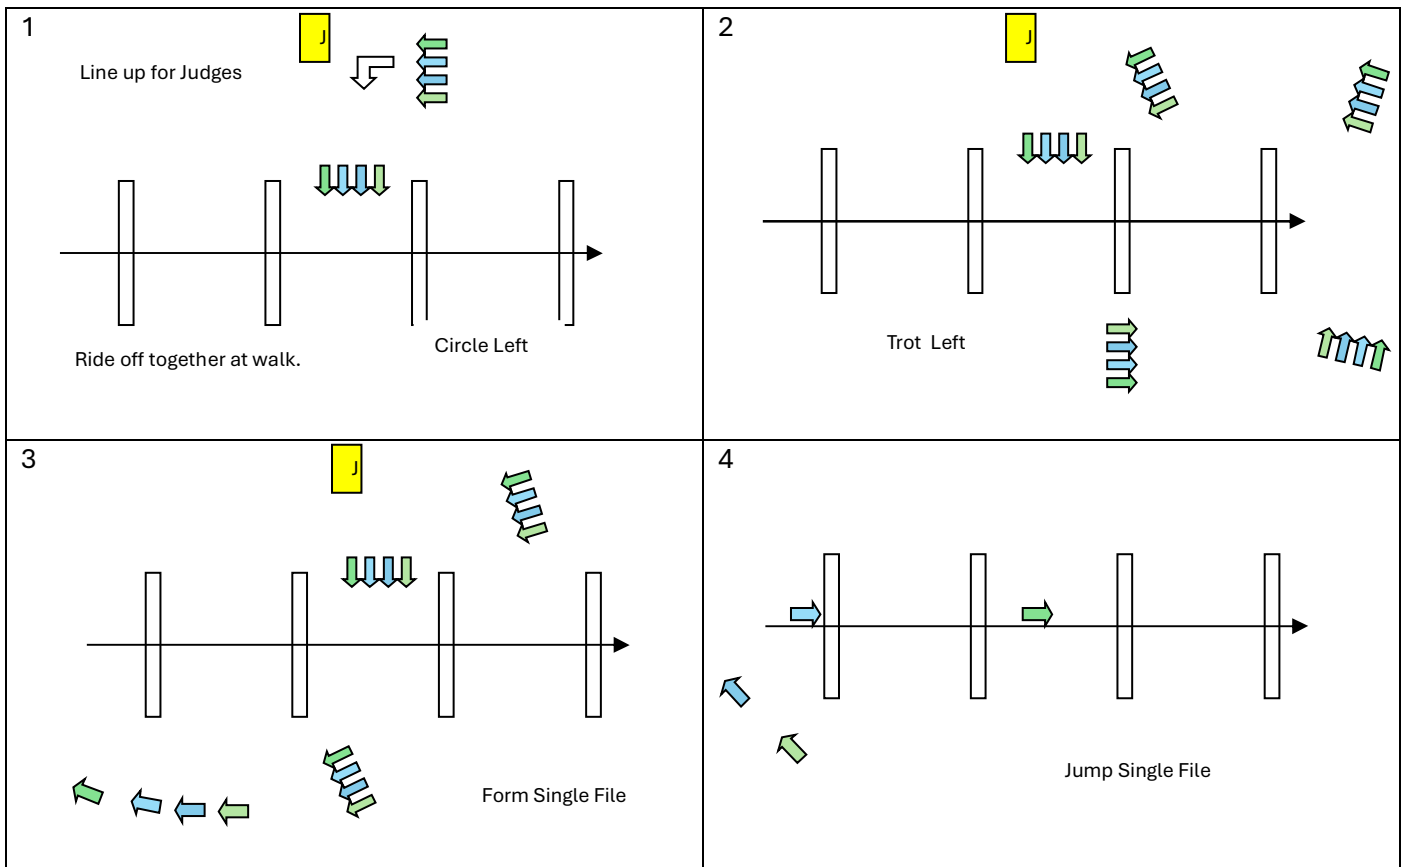 1
J
Line up for Judges
Circle Left
Ride off together at walk.
2
J
Trot  Left
3
J
Form Single File
4
Jump Single File